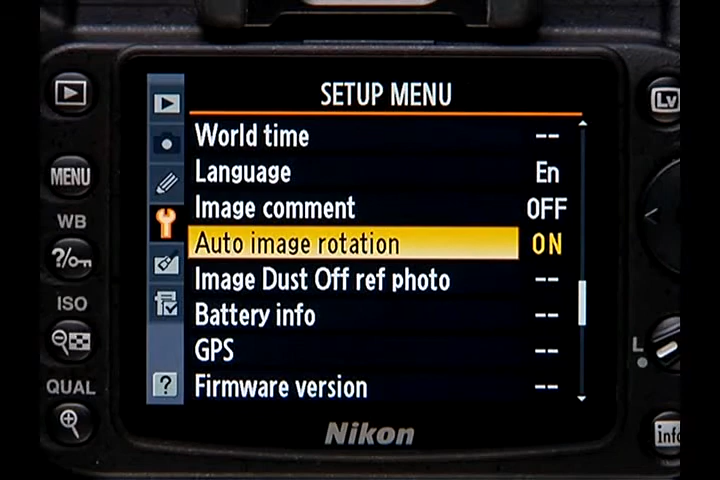 SETUP MENU
World time --
Language En
Image comment OFF
Auto image rotation ON
Image Dust Off ref photo --
Battery info --
GPS --
Firmware version --
?
Nikon
MENU
WB
?/
ISO
QUAL
Lv
L
info